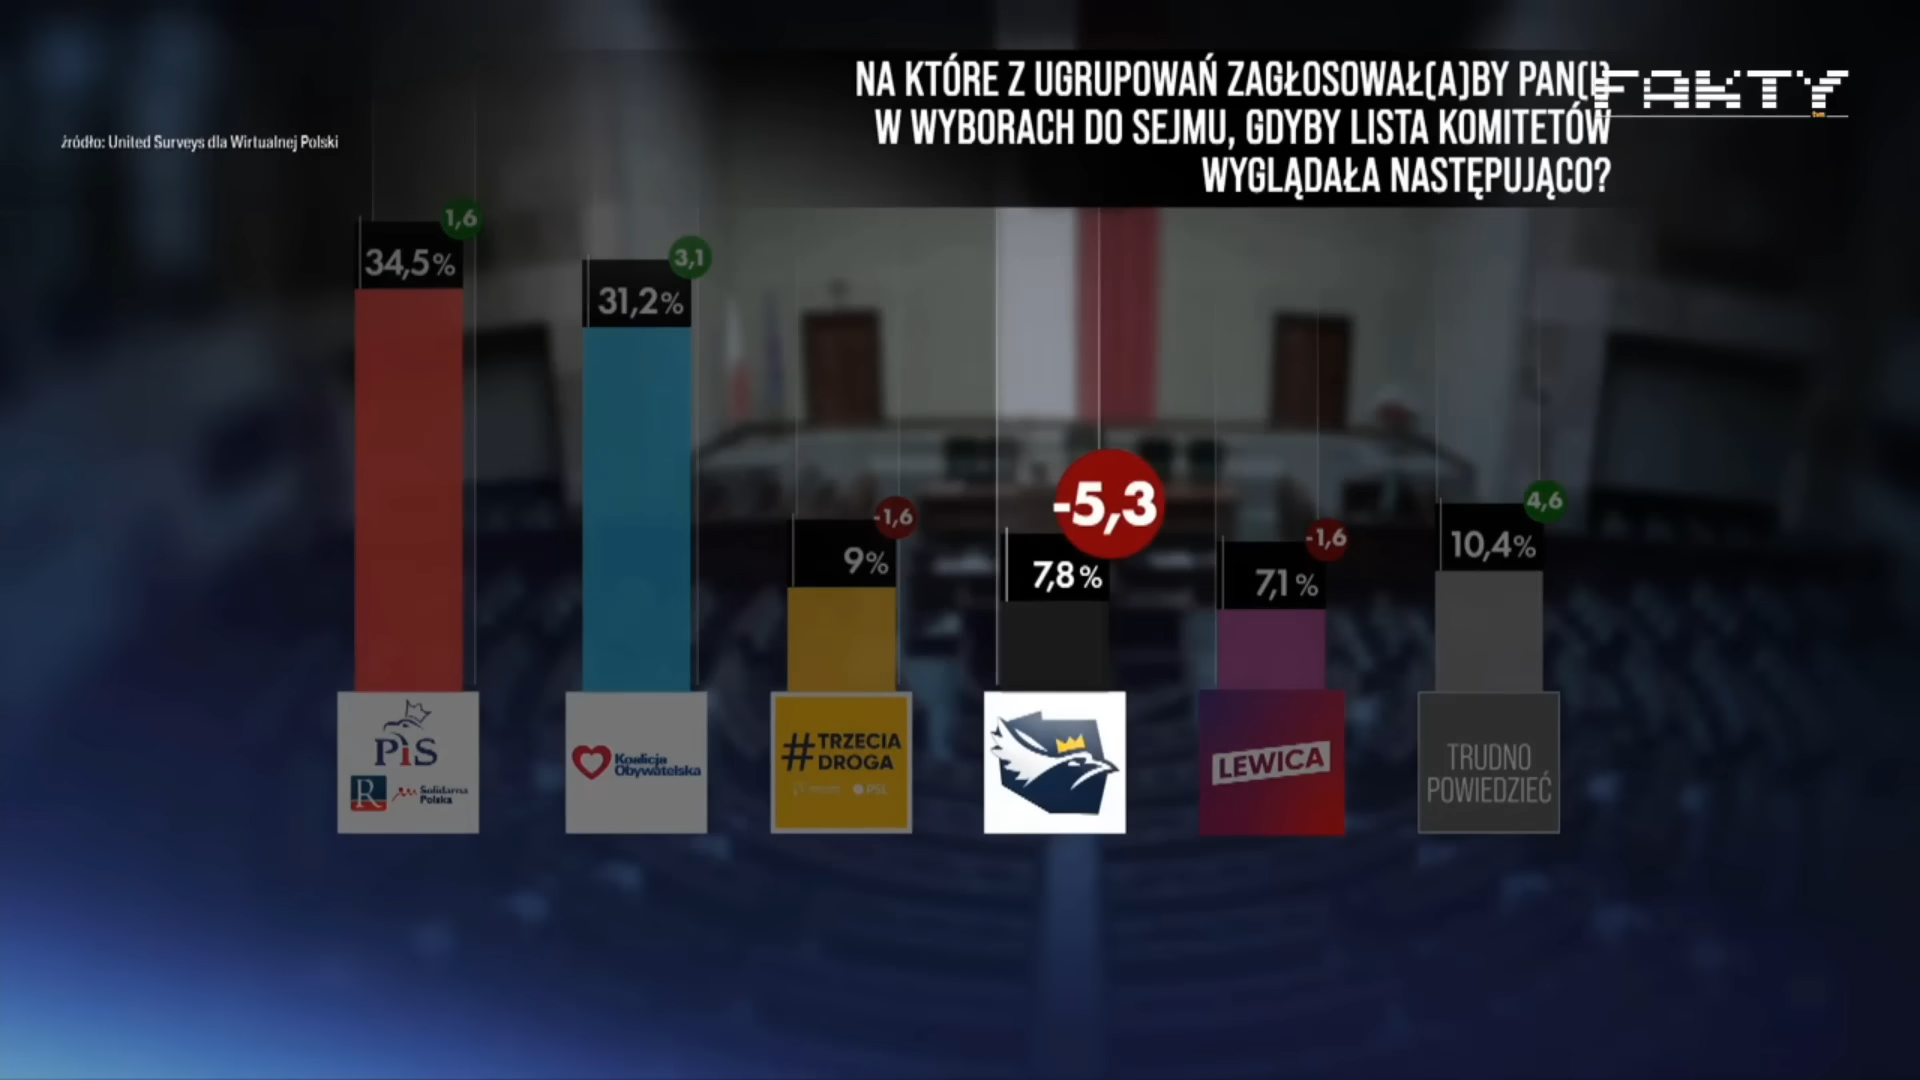 NA KTÓRE Z UGRUPOWAŃ ZAGŁOSOWAŁ(A)BY PAN(I)
W WYBORACH DO SEJMU, GDYBY LISTA KOMITETÓW
WYGLĄDAŁA NASTĘPUJĄCO?
FAKTY
tvn
źródło: United Surveys dla Wirtualnej Polski
1,6
34,5%
3,1
31,2%
-1,6
9%
-5,3
7,8%
-1,6
7,1%
4,6
10,4%
PiS
R
Solidarna
Polska
Koalicja
Obywatelska
#TRZECIA
DROGA
PSL
LEWICA
TRUDNO
POWIEDZIEĆ